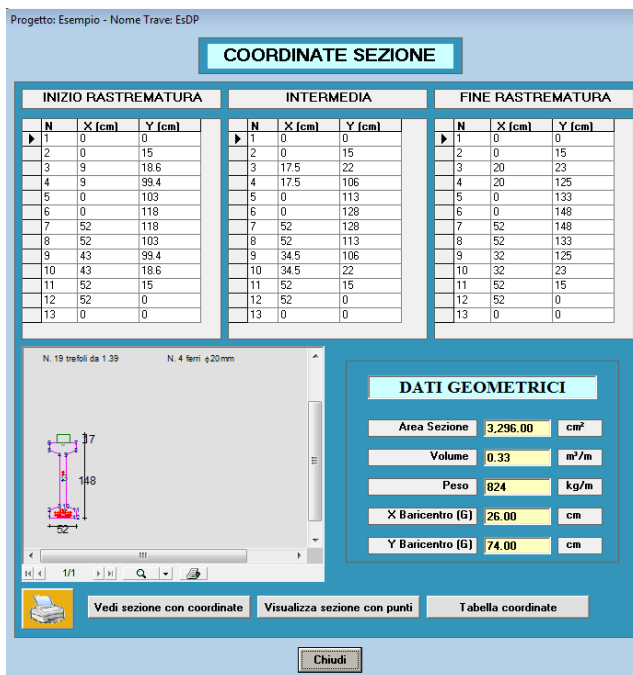 Progetto: Esempio - Nome Trave: EsDP
COORDINATE SEZIONE
INIZIO RASTREMATURA
N X (cm) Y (cm)
1 0 0
2 0 15
3 9 18.6
4 9 99.4
5 0 103
6 0 118
7 52 118
8 52 103
9 43 99.4
10 43 18.6
11 52 15
12 52 0
13 0 0
INTERMEDIA
N X (cm) Y (cm)
1 0 0
2 0 15
3 17.5 22
4 17.5 106
5 0 113
6 0 128
7 52 128
8 52 113
9 34.5 106
10 34.5 22
11 52 15
12 52 0
13 0 0
FINE RASTREMATURA
N X (cm) Y (cm)
1 0 0
2 0 15
3 20 23
4 20 125
5 0 133
6 0 148
7 52 148
8 52 133
9 32 125
10 32 23
11 52 15
12 52 0
13 0 0
N. 19 trefoli da 1.39 N. 4 ferri ϕ20mm
17
148
52
1/1
DATI GEOMETRICI
Area Sezione 3,296.00 cm²
Volume 0.33 m³/m
Peso 824 kg/m
X Baricentro (G) 26.00 cm
Y Baricentro (G) 74.00 cm
Vedi sezione con coordinate
Visualizza sezione con punti
Tabella coordinate
Chiudi